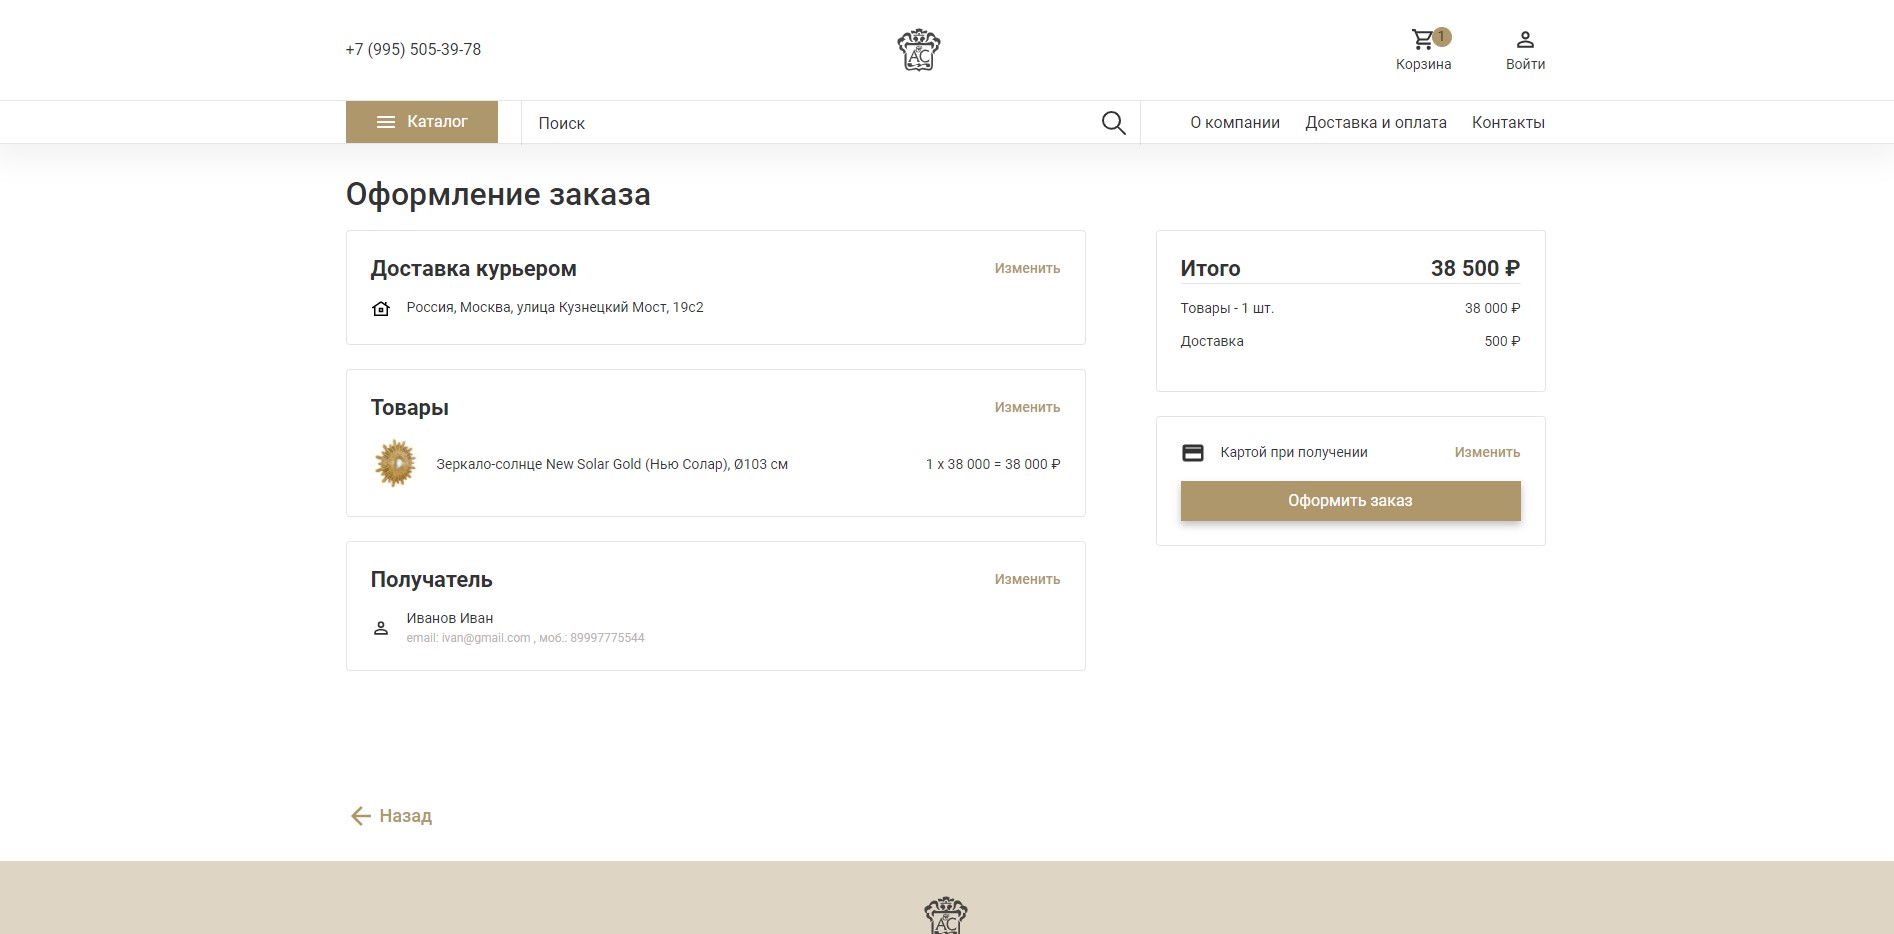 +7 (995) 505-39-78
АС
1
Корзина
Войти
Каталог
Поиск
О компании
Доставка и оплата
Контакты
Оформление заказа
Доставка курьером
Изменить
Россия, Москва, улица Кузнецкий Мост, 19с2
Товары
Изменить
Зеркало-солнце New Solar Gold (Нью Солар), Ø103 см
1 x 38 000 = 38 000 ₽
Получатель
Изменить
Иванов Иван
email: ivan@gmail.com , моб.: 89997775544
Итого
38 500 ₽
Товары - 1 шт.
38 000 ₽
Доставка
500 ₽
Картой при получении
Изменить
Оформить заказ
Назад
АС